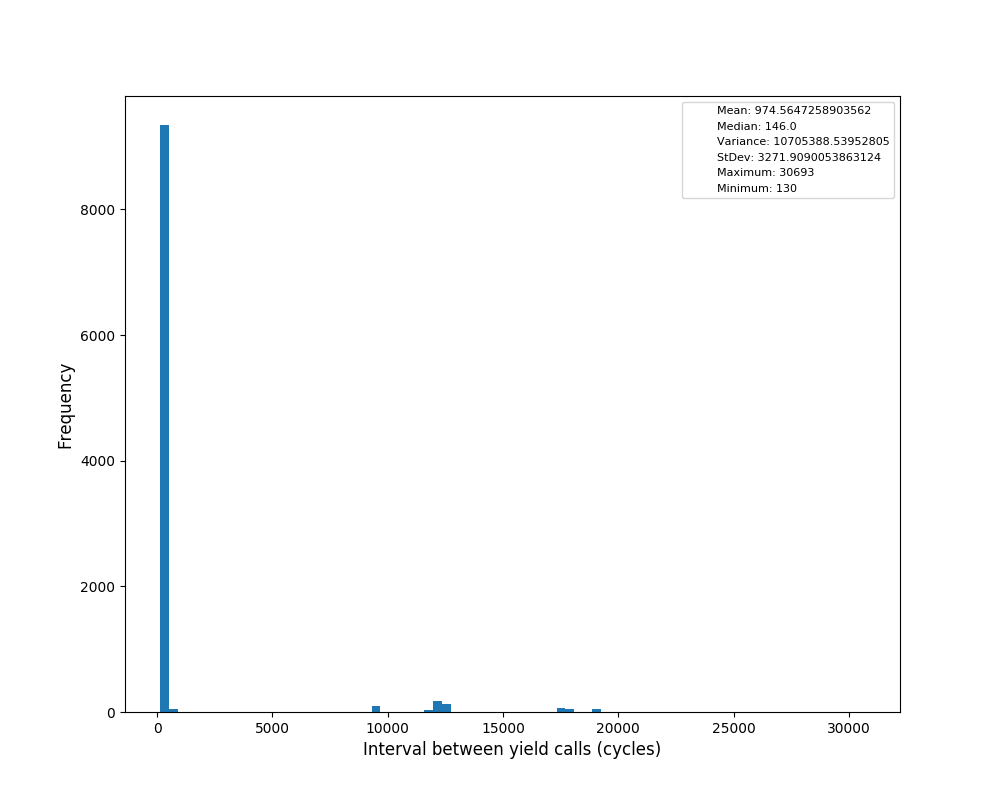 Mean: 974.5647258903562
Median: 146.0
Variance: 10705388.53952805
StDev: 3271.9090053863124
Maximum: 30693
Minimum: 130
8000
6000
4000
2000
0
Frequency
0 5000 10000 15000 20000 25000 30000
Interval between yield calls (cycles)